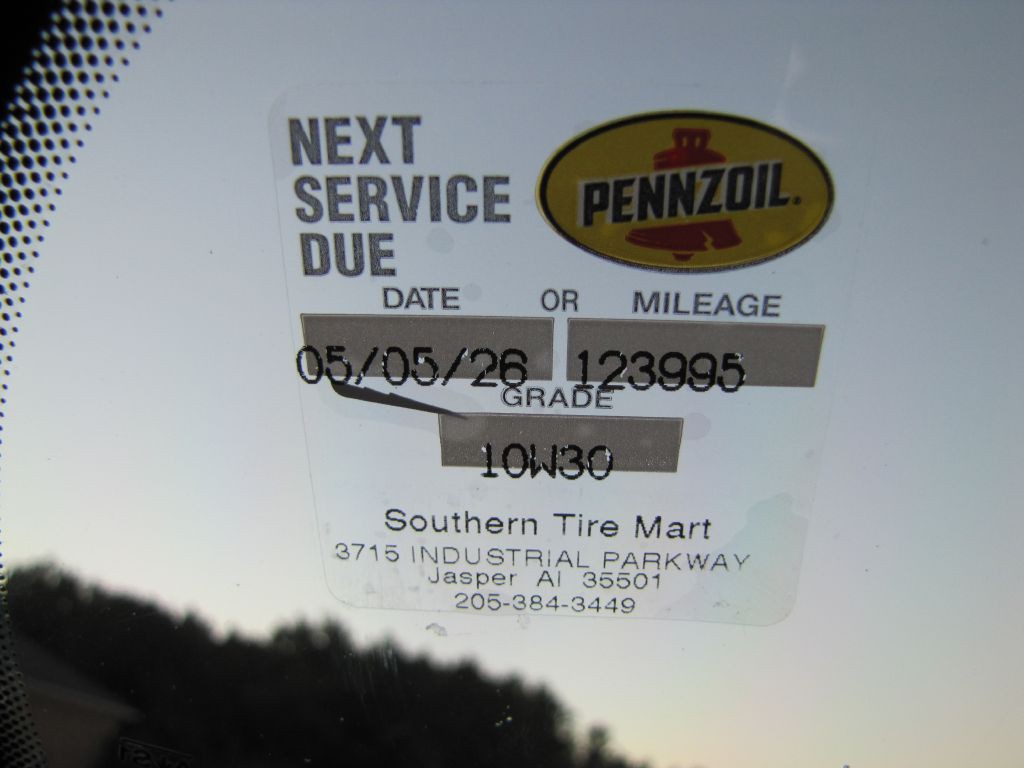 NEXT
SERVICE
DUE
PENNZOIL®
DATE OR MILEAGE
05/05/26 123995
GRADE
10W30
Southern Tire Mart
3715 INDUSTRIAL PARKWAY
Jasper Al 35501
205-384-3449